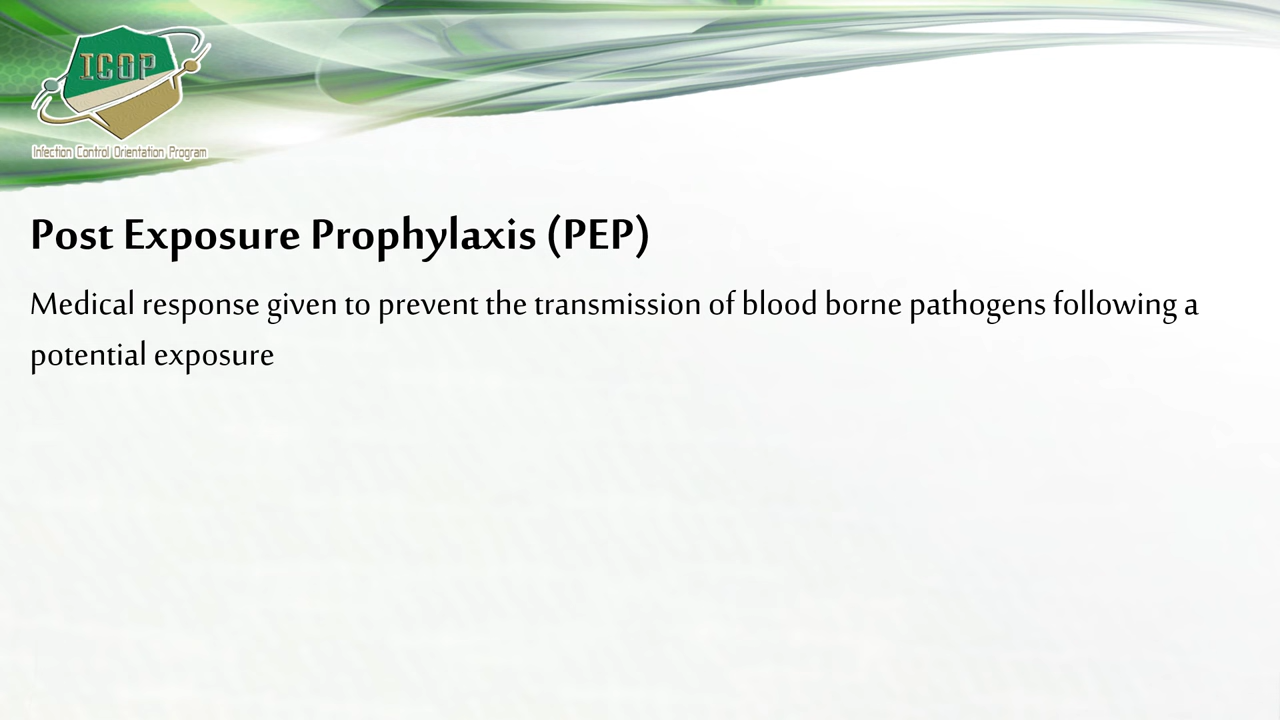 ICOP
Infection Control Orientation Program
Post Exposure Prophylaxis (PEP)
Medical response given to prevent the transmission of blood borne pathogens following a
potential exposure